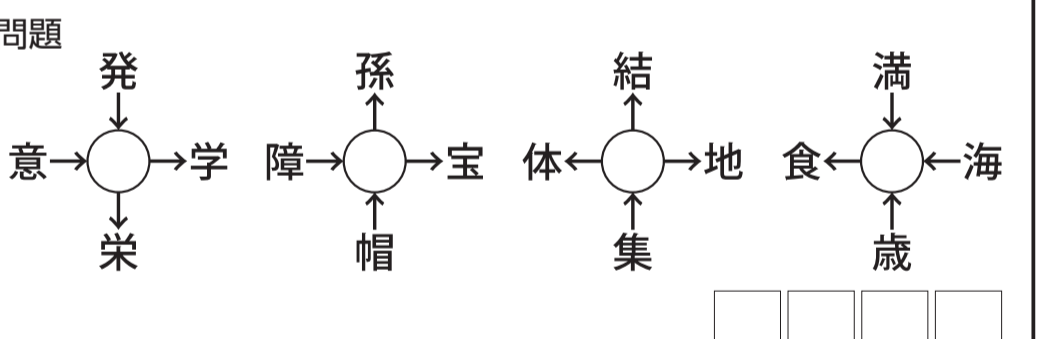 問題
発 孫 結 満
意 学 障 宝 体 地 食 海
栄 帽 集 歳